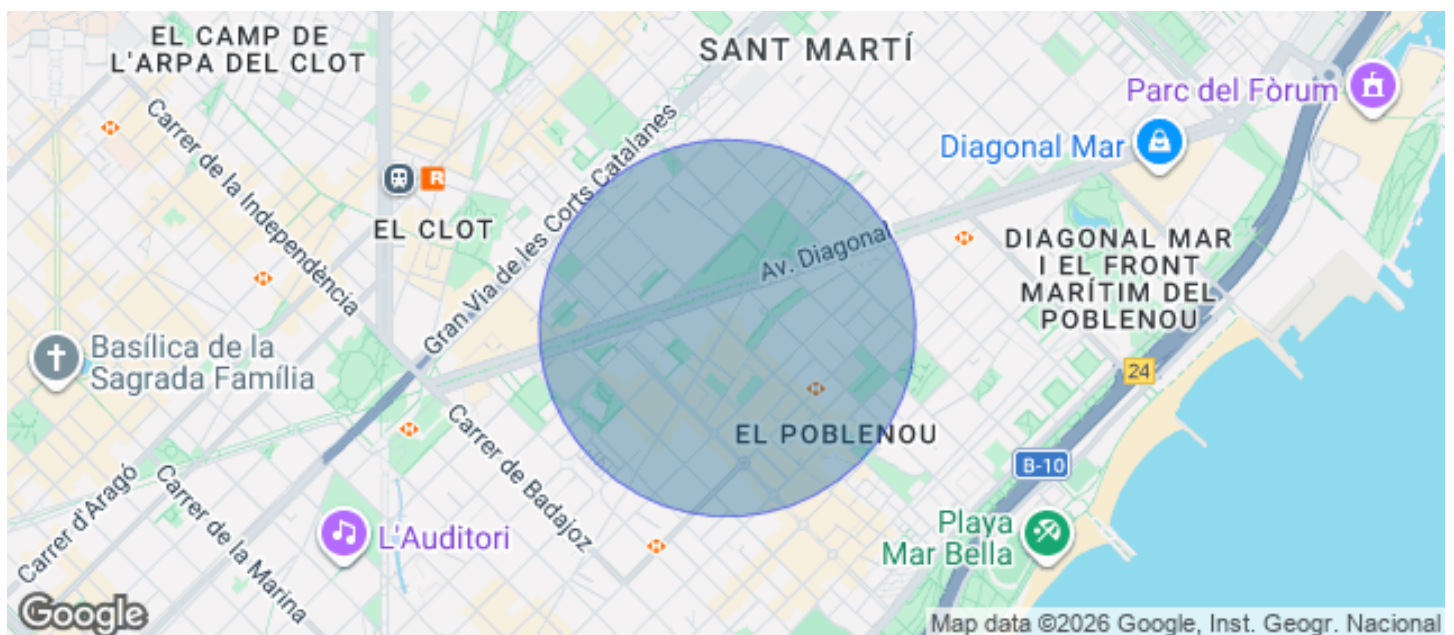 EL CAMP DE
L'ARPA DEL CLOT
SANT MARTÍ
Parc del Fòrum
Carrer de la Independència
Diagonal Mar
R
Gran Via de les Corts Catalanes
EL CLOT
Av. Diagonal
DIAGONAL MAR
I EL FRONT
MARÍTIM DEL
POBLENOU
Basílica de la
Sagrada Família
24
EL POBLENOU
Carrer de Badajoz
B-10
Carrer d'Aragó
Carrer de la Marina
L'Auditori
Playa
Mar Bella
Google
Map data ©2026 Google, Inst. Geogr. Nacional